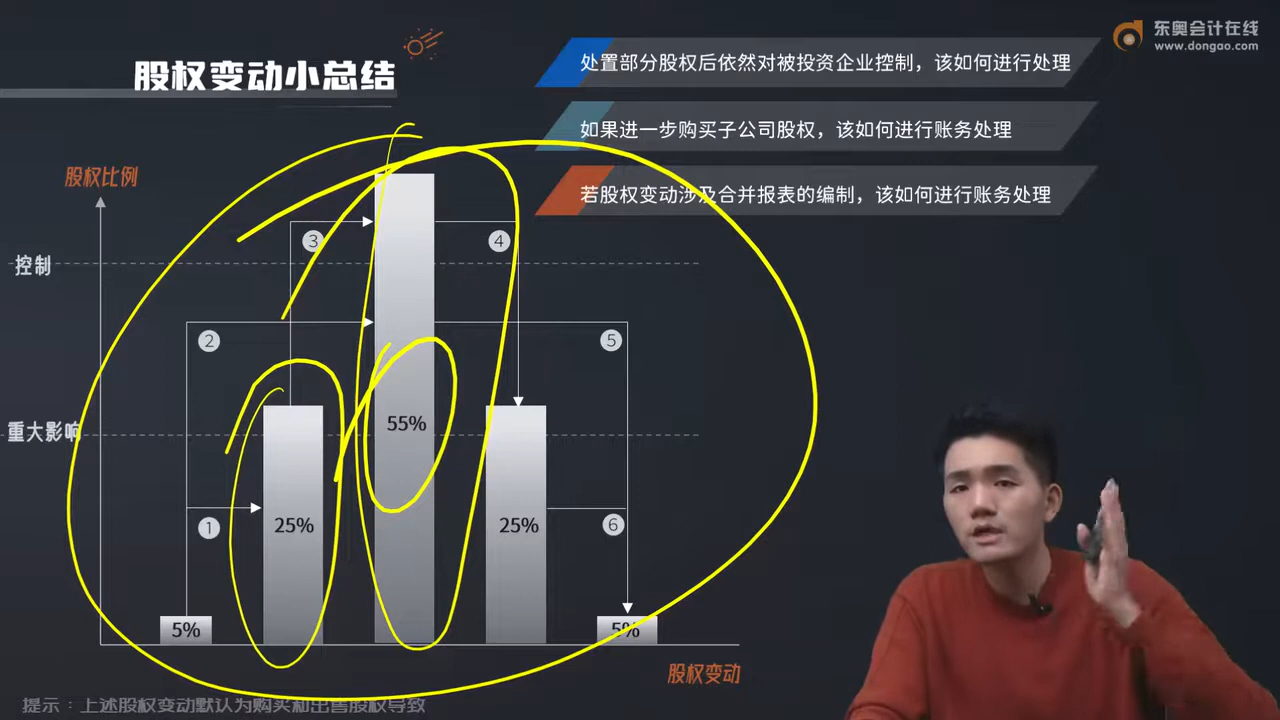 股权变动小总结
东奥会计在线
www.dongao.com
处置部分股权后依然对被投资企业控制，该如何进行处理
如果进一步购买子公司股权，该如何进行账务处理
若股权变动涉及合并报表的编制，该如何进行账务处理
股权比例
控制
重大影响
3
4
2
5
55%
1
25%
25%
6
5%
5%
股权变动
提示：上述股权变动默认为购买和出售股权导致